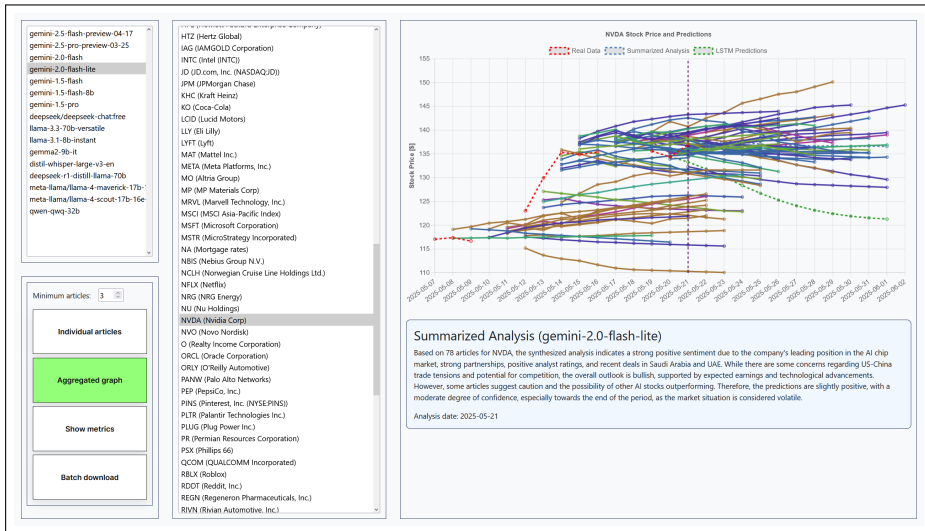 gemini-2.5-flash-preview-04-17
gemini-2.5-pro-preview-03-25
gemini-2.0-flash
gemini-2.0-flash-lite
gemini-1.5-flash
gemini-1.5-flash-8b
gemini-1.5-pro
deepseek/deepseek-chat:free
llama-3.3-70b-versatile
llama-3.1-8b-instant
gemma2-9b-it
distil-whisper-large-v3-en
deepseek-r1-distill-llama-70b
meta-llama/llama-4-maverick-17b-
meta-llama/llama-4-scout-17b-16e-
qwen-qwq-32b
Minimum articles: 3
Individual articles
Aggregated graph
Show metrics
Batch download
HTZ (Hertz Global)
IAG (IAMGOLD Corporation)
INTC (Intel (INTC))
JD (JD.com, Inc. (NASDAQ:JD))
JPM (JPMorgan Chase)
KHC (Kraft Heinz)
KO (Coca-Cola)
LCID (Lucid Motors)
LLY (Eli Lilly)
LYFT (Lyft)
MAT (Mattel Inc.)
META (Meta Platforms, Inc.)
MO (Altria Group)
MP (MP Materials Corp)
MRVL (Marvell Technology, Inc.)
MSCI (MSCI Asia-Pacific Index)
MSFT (Microsoft Corporation)
MSTR (MicroStrategy Incorporated)
NA (Mortgage rates)
NBIS (Nebius Group N.V.)
NCLH (Norwegian Cruise Line Holdings Ltd.)
NFLX (Netflix)
NRG (NRG Energy)
NU (Nu Holdings)
NVDA (Nvidia Corp)
NVO (Novo Nordisk)
O (Realty Income Corporation)
ORCL (Oracle Corporation)
ORLY (O'Reilly Automotive)
PANW (Palo Alto Networks)
PEP (PepsiCo, Inc.)
PINS (Pinterest, Inc. (NYSE:PINS))
PLTR (Palantir Technologies Inc.)
PLUG (Plug Power Inc.)
PR (Permian Resources Corporation)
PSX (Phillips 66)
QCOM (QUALCOMM Incorporated)
RBLX (Roblox)
RDDT (Reddit, Inc.)
REGN (Regeneron Pharmaceuticals, Inc.)
RIVN (Rivian Automotive, Inc.)
NVDA Stock Price and Predictions
Real Data Summarized Analysis LSTM Predictions
Stock Price [$]
155
150
145
140
135
130
125
120
115
110
2025-05-07
2025-05-08
2025-05-09
2025-05-10
2025-05-11
2025-05-12
2025-05-13
2025-05-14
2025-05-15
2025-05-16
2025-05-17
2025-05-18
2025-05-19
2025-05-20
2025-05-21
2025-05-22
2025-05-23
2025-05-24
2025-05-25
2025-05-26
2025-05-27
2025-05-28
2025-05-29
2025-05-30
2025-05-31
2025-06-01
2025-06-02
Summarized Analysis (gemini-2.0-flash-lite)
Based on 78 articles for NVDA, the synthesized analysis indicates a strong positive sentiment due to the company's leading position in the AI chip
market, strong partnerships, positive analyst ratings, and recent deals in Saudi Arabia and UAE. While there are some concerns regarding US-China
trade tensions and potential for competition, the overall outlook is bullish, supported by expected earnings and technological advancements.
However, some articles suggest caution and the possibility of other AI stocks outperforming. Therefore, the predictions are slightly positive, with a
moderate degree of confidence, especially towards the end of the period, as the market situation is considered volatile.
Analysis date: 2025-05-21